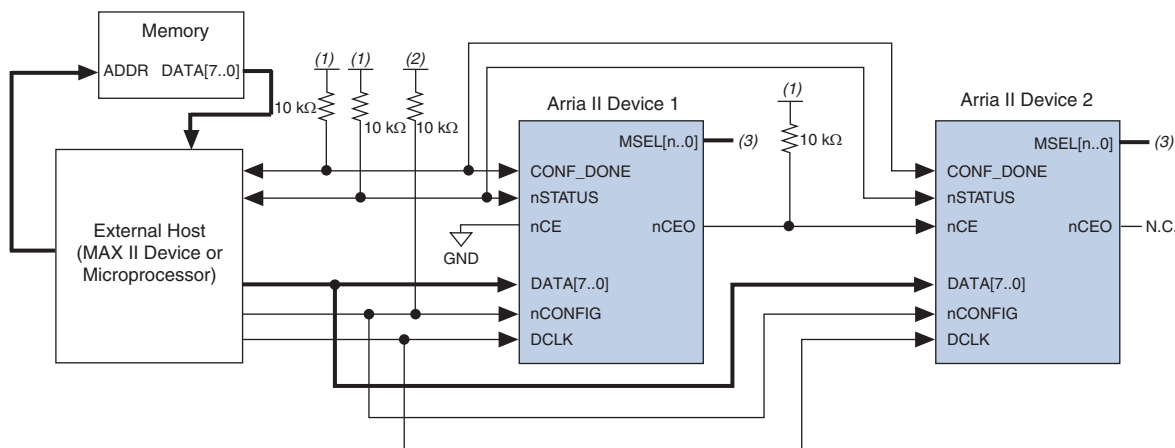 Memory
ADDR DATA[7..0]
(1) (1) (2)
10 kΩ 10 kΩ 10 kΩ
External Host
(MAX II Device or
Microprocessor)
GND
Arria II Device 1
MSEL[n..0] (3)
CONF_DONE
nSTATUS
nCE nCEO
DATA[7..0]
nCONFIG
DCLK
(1)
10 kΩ
Arria II Device 2
MSEL[n..0] (3)
CONF_DONE
nSTATUS
nCE nCEO N.C.
DATA[7..0]
nCONFIG
DCLK